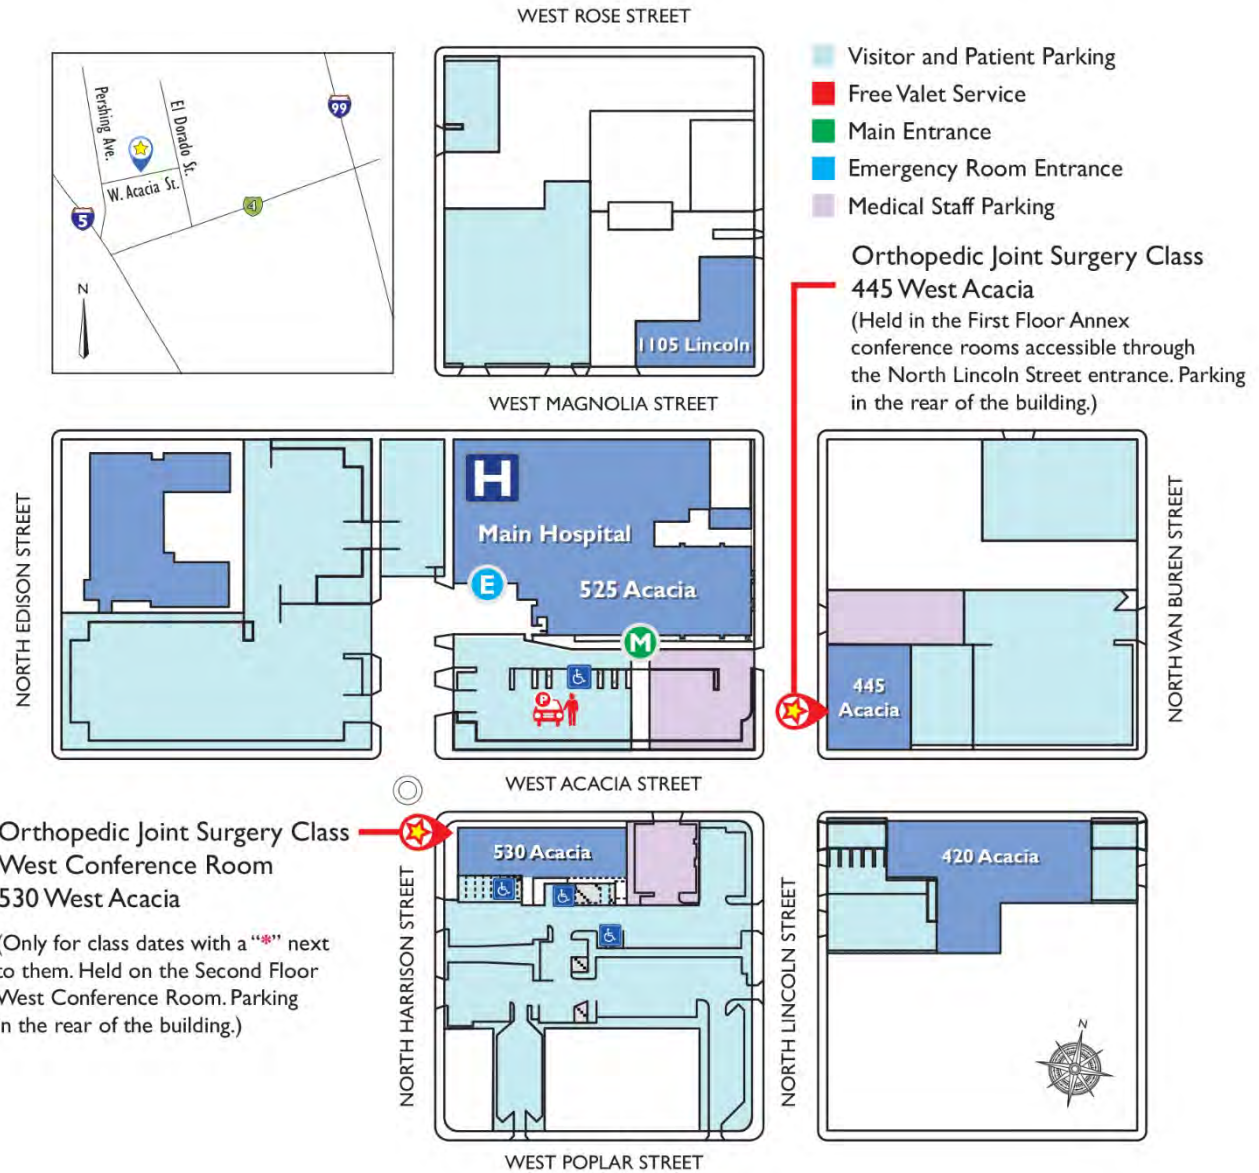 WEST ROSE STREET
Pershing Ave.
El Dorado St.
99
W. Acacia St.
5
4
N
Visitor and Patient Parking
Free Valet Service
Main Entrance
Emergency Room Entrance
Medical Staff Parking
1105 Lincoln
Orthopedic Joint Surgery Class
445 West Acacia
(Held in the First Floor Annex
conference rooms accessible through
the North Lincoln Street entrance. Parking
in the rear of the building.)
WEST MAGNOLIA STREET
NORTH EDISON STREET
H
Main Hospital
E
525 Acacia
M
P
445
Acacia
NORTH VAN BUREN STREET
WEST ACACIA STREET
Orthopedic Joint Surgery Class
West Conference Room
530 West Acacia
(Only for class dates with a “*” next
to them. Held on the Second Floor
West Conference Room. Parking
in the rear of the building.)
NORTH HARRISON STREET
530 Acacia
NORTH LINCOLN STREET
420 Acacia
N
WEST POPLAR STREET